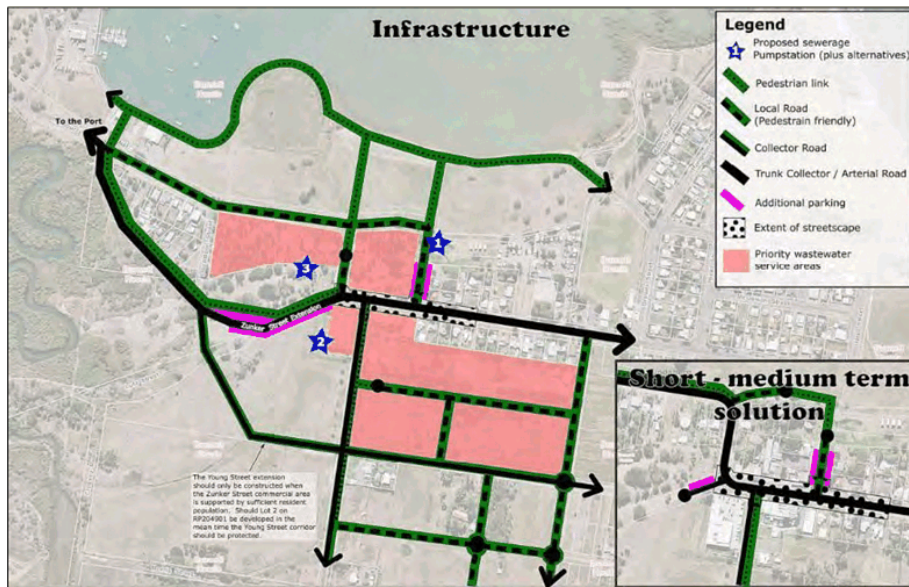 Infrastructure
Legend
1
Proposed sewerage
Pumpstation (plus alternatives)
Pedestrian link
Local Road
(Pedestrain friendly)
Collector Road
Trunk Collector / Arterial Road
Additional parking
Extent of streetscape
Priority wastewater
service areas
To the Port
1
3
Zunker Street Extension
2
Short - medium term
solution
The Young Street extension
should only be constructed when
the Zunker Street commercial area
is supported by sufficient resident
population. Should Lot 2 on
RP204901 be developed in the
mean time the Young Street corridor
should be protected.